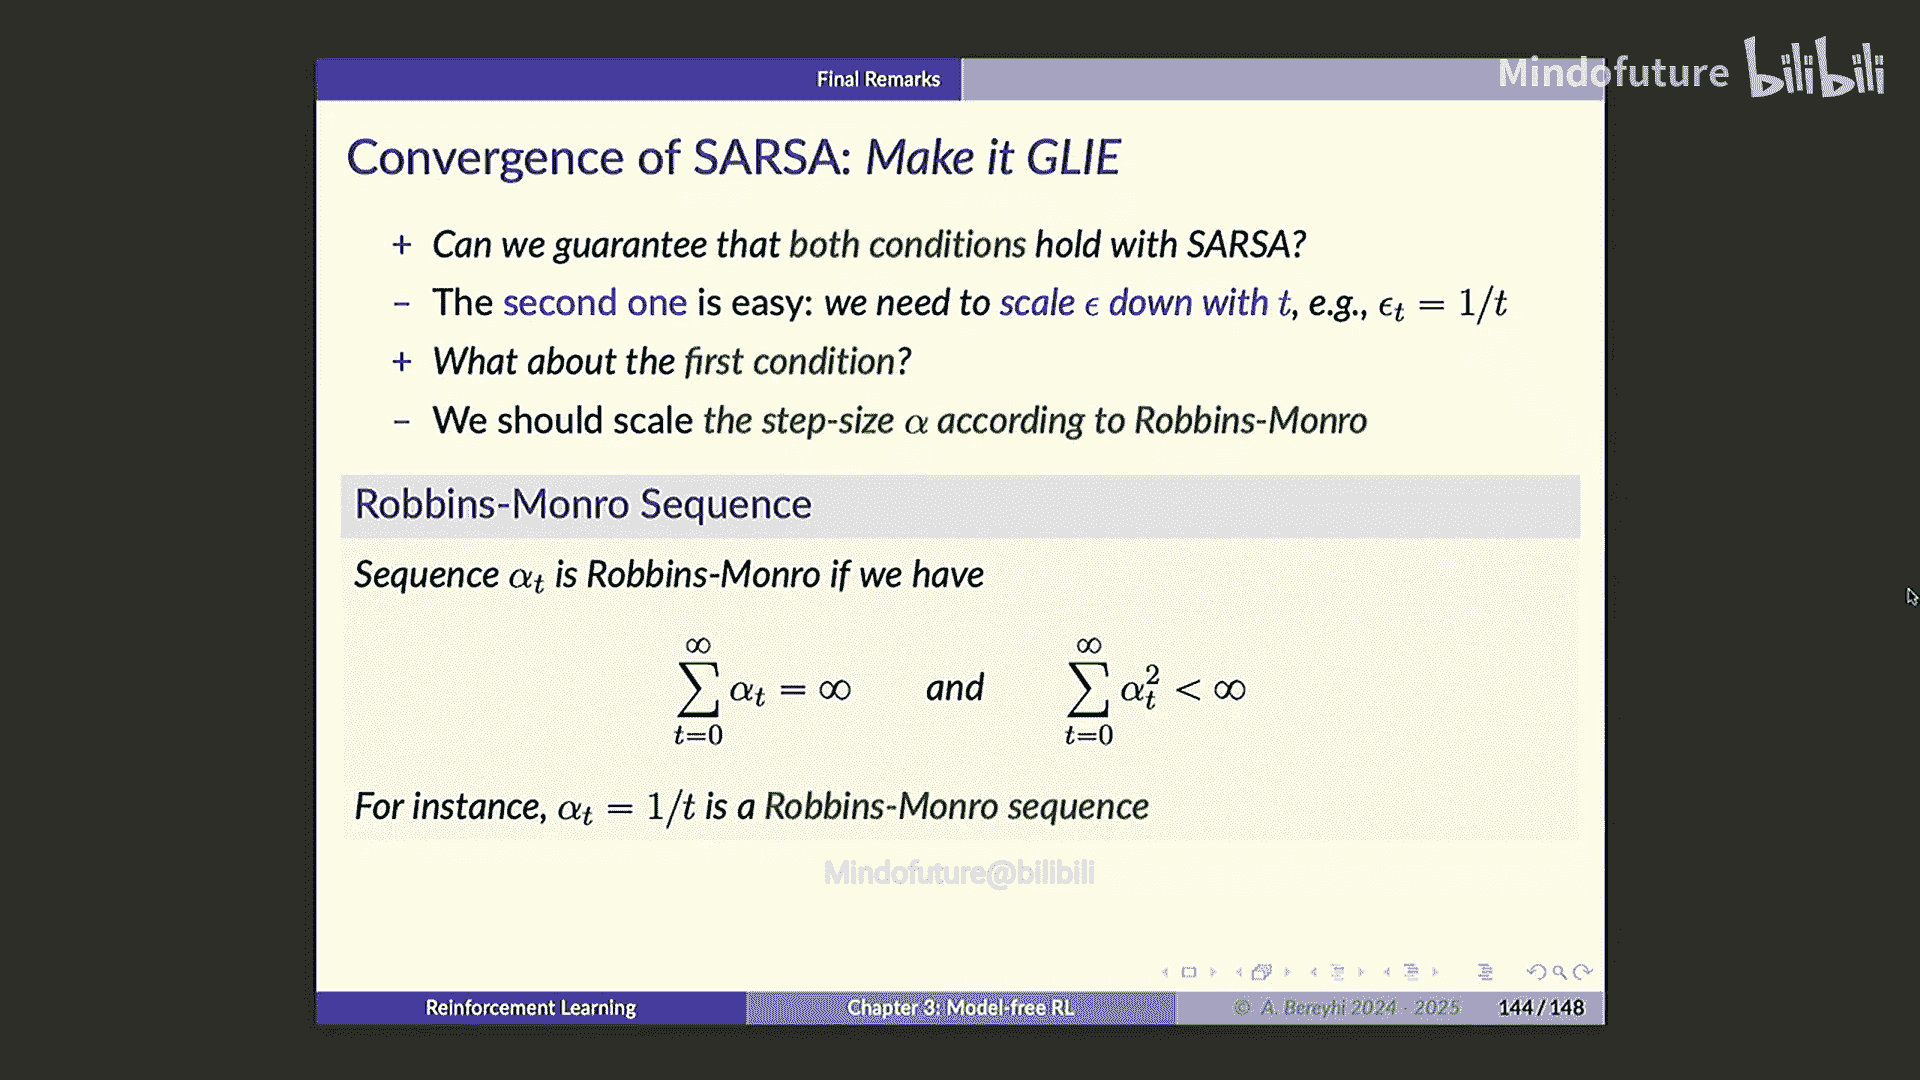 Final Remarks
Mindofuture bilibili
Convergence of SARSA: Make it GLIE
+ Can we guarantee that both conditions hold with SARSA?
– The second one is easy: we need to scale ϵ down with t, e.g., ϵ_t = 1/t
+ What about the first condition?
– We should scale the step-size α according to Robbins-Monro
Robbins-Monro Sequence
Sequence α_t is Robbins-Monro if we have
∑_{t=0}^{∞} α_t = ∞ and ∑_{t=0}^{∞} α_t^2 < ∞
For instance, α_t = 1/t is a Robbins-Monro sequence
Mindofuture@bilibili
Reinforcement Learning Chapter 3: Model-free RL © A. Bereyhi 2024 - 2025 144 / 148